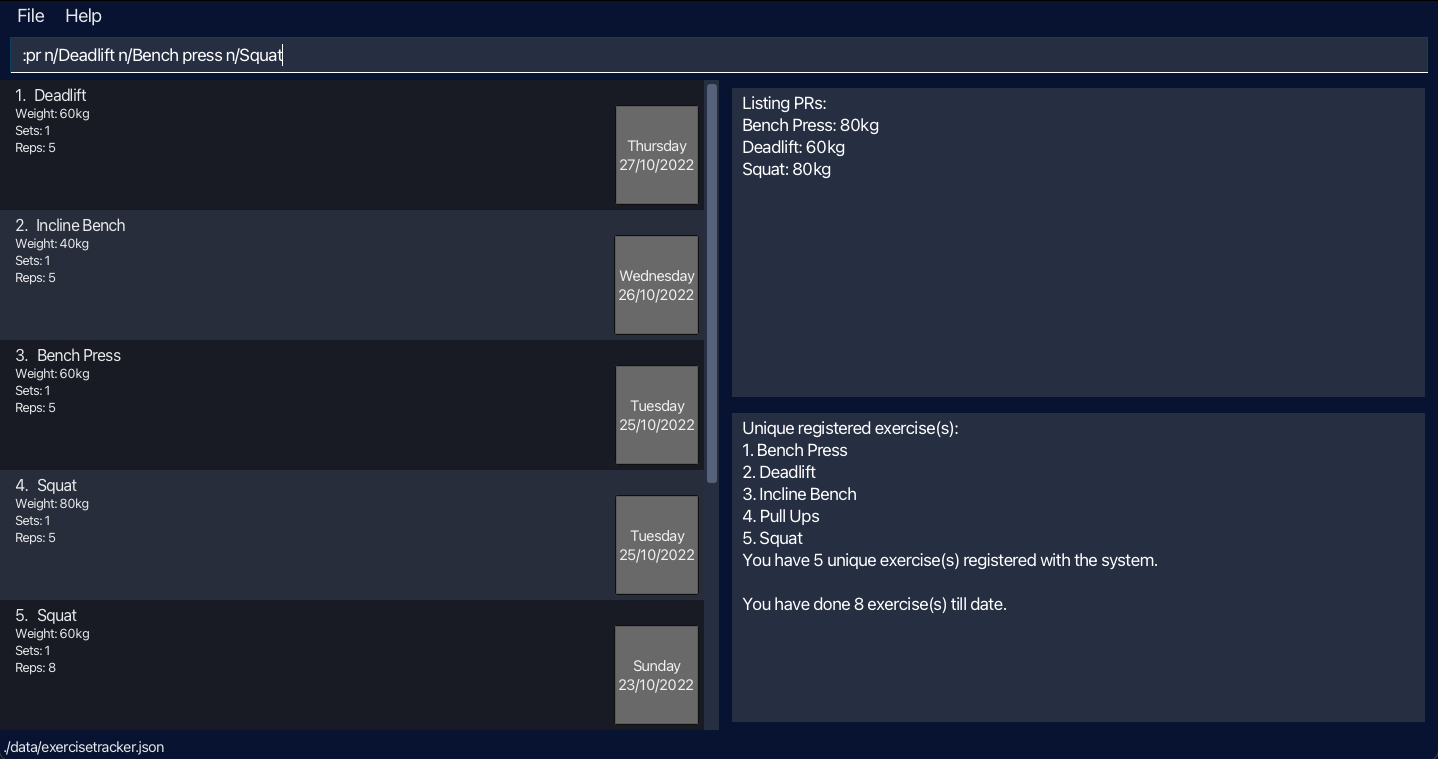 File Help
:pr n/Deadlift n/Bench press n/Squat
1. Deadlift
Weight: 60kg
Sets: 1
Reps: 5
Thursday
27/10/2022
2. Incline Bench
Weight: 40kg
Sets: 1
Reps: 5
Wednesday
26/10/2022
3. Bench Press
Weight: 60kg
Sets: 1
Reps: 5
Tuesday
25/10/2022
4. Squat
Weight: 80kg
Sets: 1
Reps: 5
Tuesday
25/10/2022
5. Squat
Weight: 60kg
Sets: 1
Reps: 8
Sunday
23/10/2022
Listing PRs:
Bench Press: 80kg
Deadlift: 60kg
Squat: 80kg
Unique registered exercise(s):
1. Bench Press
2. Deadlift
3. Incline Bench
4. Pull Ups
5. Squat
You have 5 unique exercise(s) registered with the system.
You have done 8 exercise(s) till date.
./data/exercisetracker.json